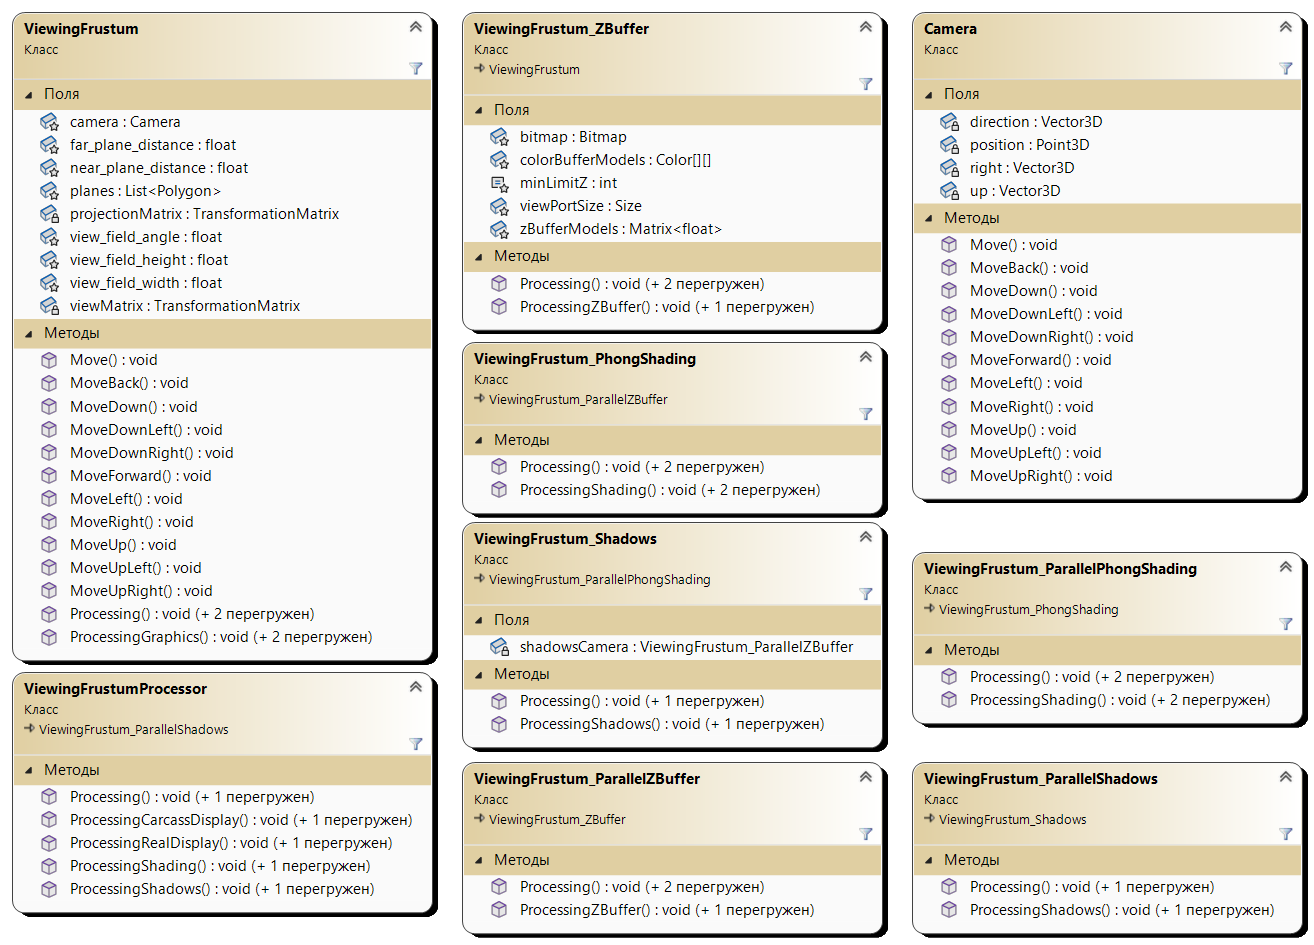 ViewingFrustum
Класс
Поля
camera : Camera
far_plane_distance : float
near_plane_distance : float
planes : List<Polygon>
projectionMatrix : TransformationMatrix
view_field_angle : float
view_field_height : float
view_field_width : float
viewMatrix : TransformationMatrix
Методы
Move() : void
MoveBack() : void
MoveDown() : void
MoveDownLeft() : void
MoveDownRight() : void
MoveForward() : void
MoveLeft() : void
MoveRight() : void
MoveUp() : void
MoveUpLeft() : void
MoveUpRight() : void
Processing() : void (+ 2 перегружен)
ProcessingGraphics() : void (+ 2 перегружен)
ViewingFrustumProcessor
Класс
ViewingFrustum_ParallelShadows
Методы
Processing() : void (+ 1 перегружен)
ProcessingCarcassDisplay() : void (+ 1 перегружен)
ProcessingRealDisplay() : void (+ 1 перегружен)
ProcessingShading() : void (+ 1 перегружен)
ProcessingShadows() : void (+ 1 перегружен)
ViewingFrustum_ZBuffer
Класс
ViewingFrustum
Поля
bitmap : Bitmap
colorBufferModels : Color[][]
minLimitZ : int
viewPortSize : Size
zBufferModels : Matrix<float>
Методы
Processing() : void (+ 2 перегружен)
ProcessingZBuffer() : void (+ 1 перегружен)
ViewingFrustum_PhongShading
Класс
ViewingFrustum_ParallelZBuffer
Методы
Processing() : void (+ 2 перегружен)
ProcessingShading() : void (+ 2 перегружен)
ViewingFrustum_Shadows
Класс
ViewingFrustum_ParallelPhongShading
Поля
shadowsCamera : ViewingFrustum_ParallelZBuffer
Методы
Processing() : void (+ 1 перегружен)
ProcessingShadows() : void (+ 1 перегружен)
ViewingFrustum_ParallelZBuffer
Класс
ViewingFrustum_ZBuffer
Методы
Processing() : void (+ 2 перегружен)
ProcessingZBuffer() : void (+ 1 перегружен)
Camera
Класс
Поля
direction : Vector3D
position : Point3D
right : Vector3D
up : Vector3D
Методы
Move() : void
MoveBack() : void
MoveDown() : void
MoveDownLeft() : void
MoveDownRight() : void
MoveForward() : void
MoveLeft() : void
MoveRight() : void
MoveUp() : void
MoveUpLeft() : void
MoveUpRight() : void
ViewingFrustum_ParallelPhongShading
Класс
ViewingFrustum_PhongShading
Методы
Processing() : void (+ 2 перегружен)
ProcessingShading() : void (+ 2 перегружен)
ViewingFrustum_ParallelShadows
Класс
ViewingFrustum_Shadows
Методы
Processing() : void (+ 1 перегружен)
ProcessingShadows() : void (+ 1 перегружен)